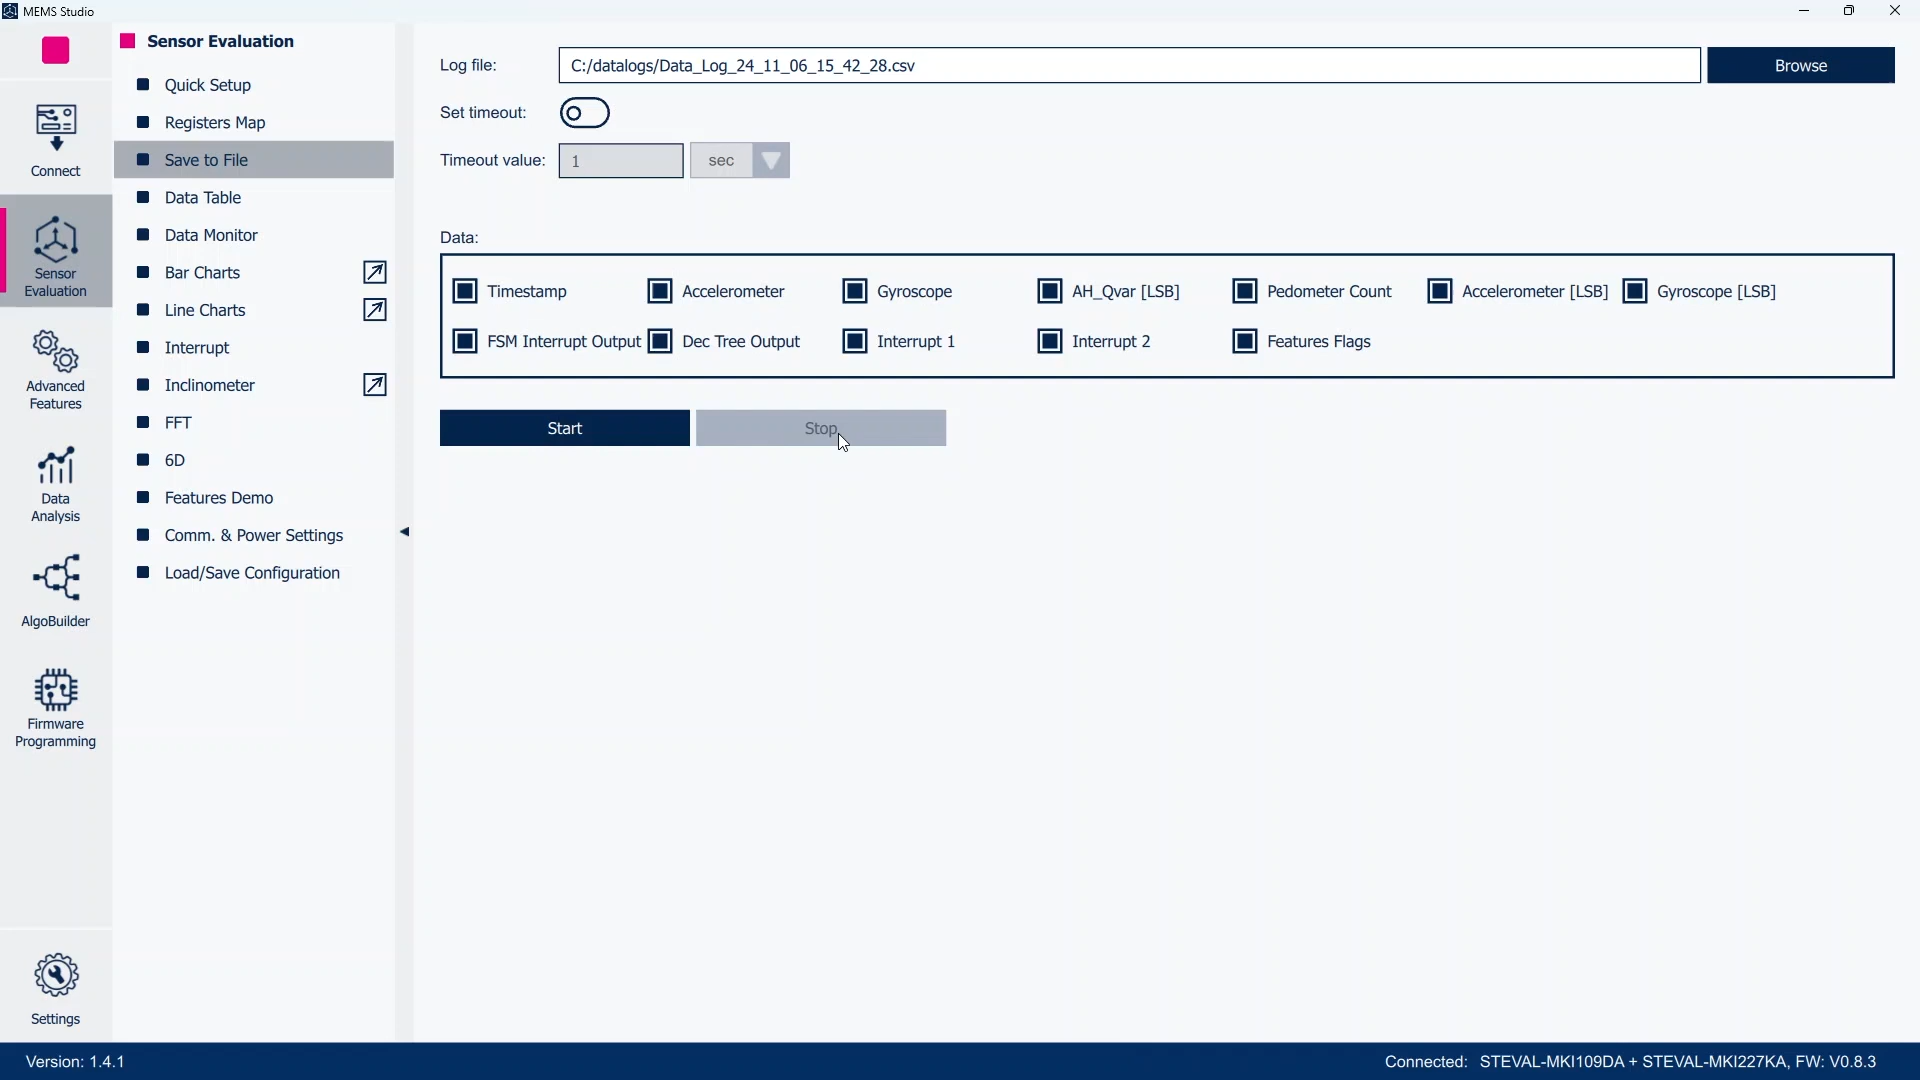 MEMS Studio
Connect
Sensor
Evaluation
Advanced
Features
Data
Analysis
AlgoBuilder
Firmware
Programming
Settings
Sensor Evaluation
Quick Setup
Registers Map
Save to File
Data Table
Data Monitor
Bar Charts
Line Charts
Interrupt
Inclinometer
FFT
6D
Features Demo
Comm. & Power Settings
Load/Save Configuration
Log file: C:/datalogs/Data_Log_24_11_06_15_42_28.csv Browse
Set timeout:
Timeout value: 1 sec
Data:
Timestamp Accelerometer Gyroscope AH_Qvar [LSB] Pedometer Count Accelerometer [LSB] Gyroscope [LSB]
FSM Interrupt Output Dec Tree Output Interrupt 1 Interrupt 2 Features Flags
Start Stop
Version: 1.4.1 Connected: STEVAL-MKI109DA + STEVAL-MKI227KA, FW: V0.8.3